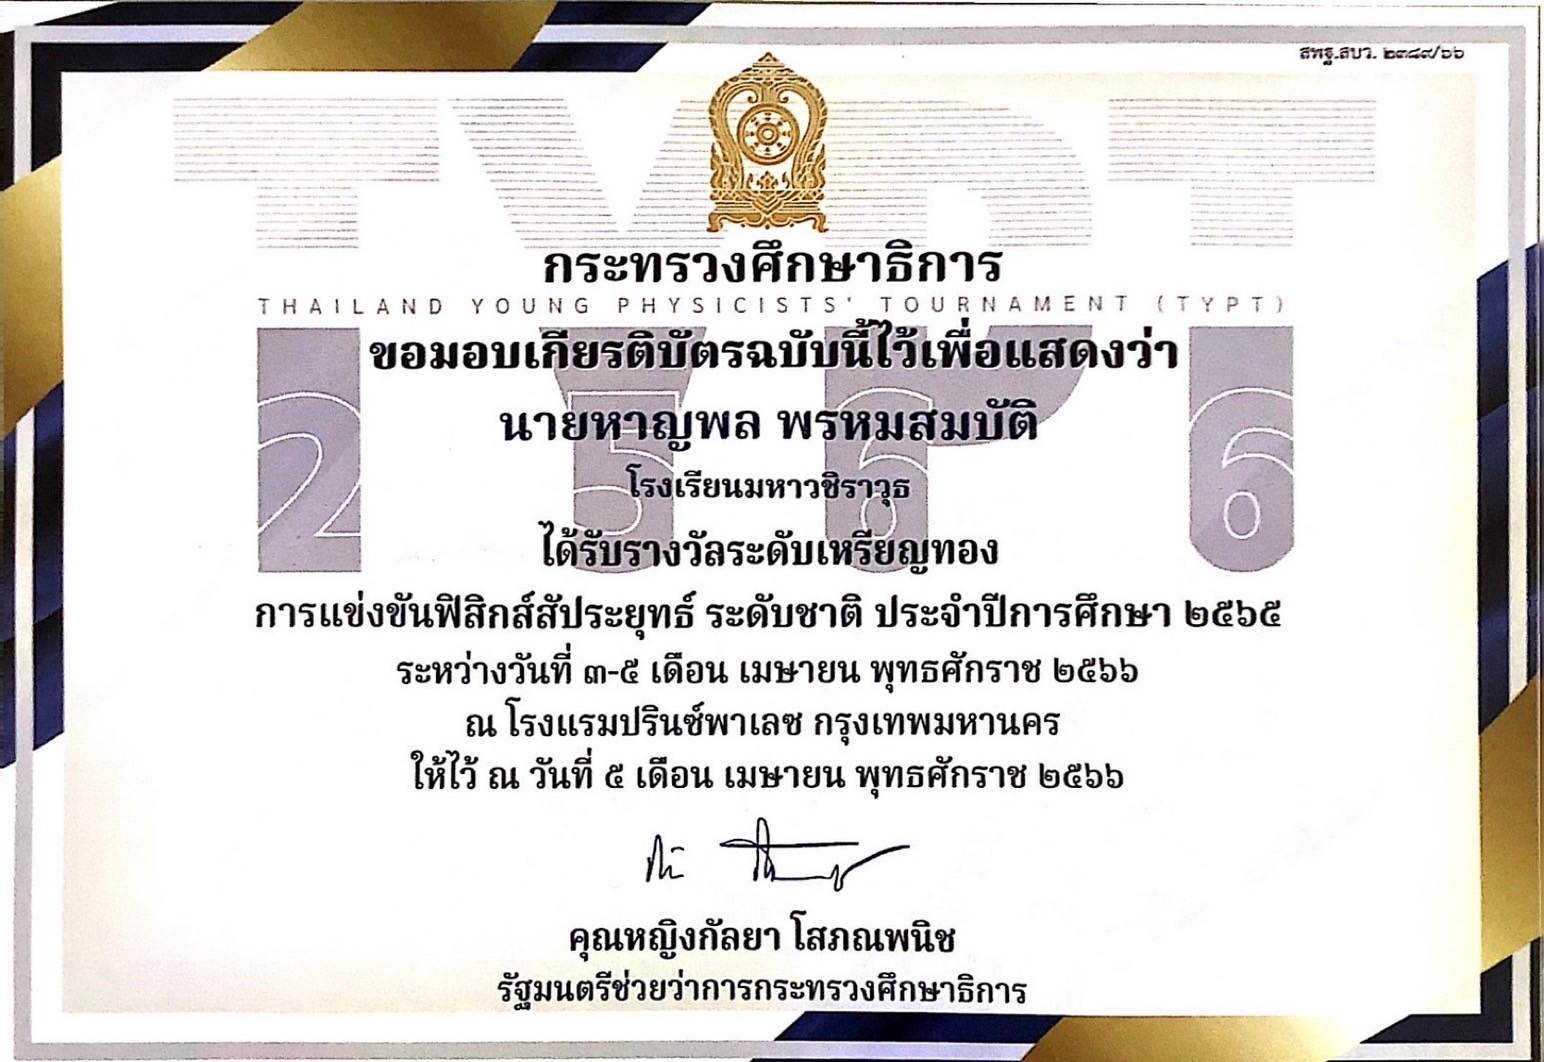 สพฐ.สบว. ๒๓๘๙/๖๖
TYPT
กระทรวงศึกษาธิการ
THAILAND YOUNG PHYSICISTS' TOURNAMENT (TYPT)
ขอมอบเกียรติบัตรฉบับนี้ไว้เพื่อแสดงว่า
2566
นายหาญพล พรหมสมบัติ
โรงเรียนมหาวชิราวุธ
ได้รับรางวัลระดับเหรียญทอง
การแข่งขันฟิสิกส์สัประยุทธ์ ระดับชาติ ประจำปีการศึกษา ๒๕๖๕
ระหว่างวันที่ ๓-๕ เดือน เมษายน พุทธศักราช ๒๕๖๖
ณ โรงแรมปรินซ์พาเลซ กรุงเทพมหานคร
ให้ไว้ ณ วันที่ ๕ เดือน เมษายน พุทธศักราช ๒๕๖๖
คุณหญิงกัลยา โสภณพนิช
รัฐมนตรีช่วยว่าการกระทรวงศึกษาธิการ